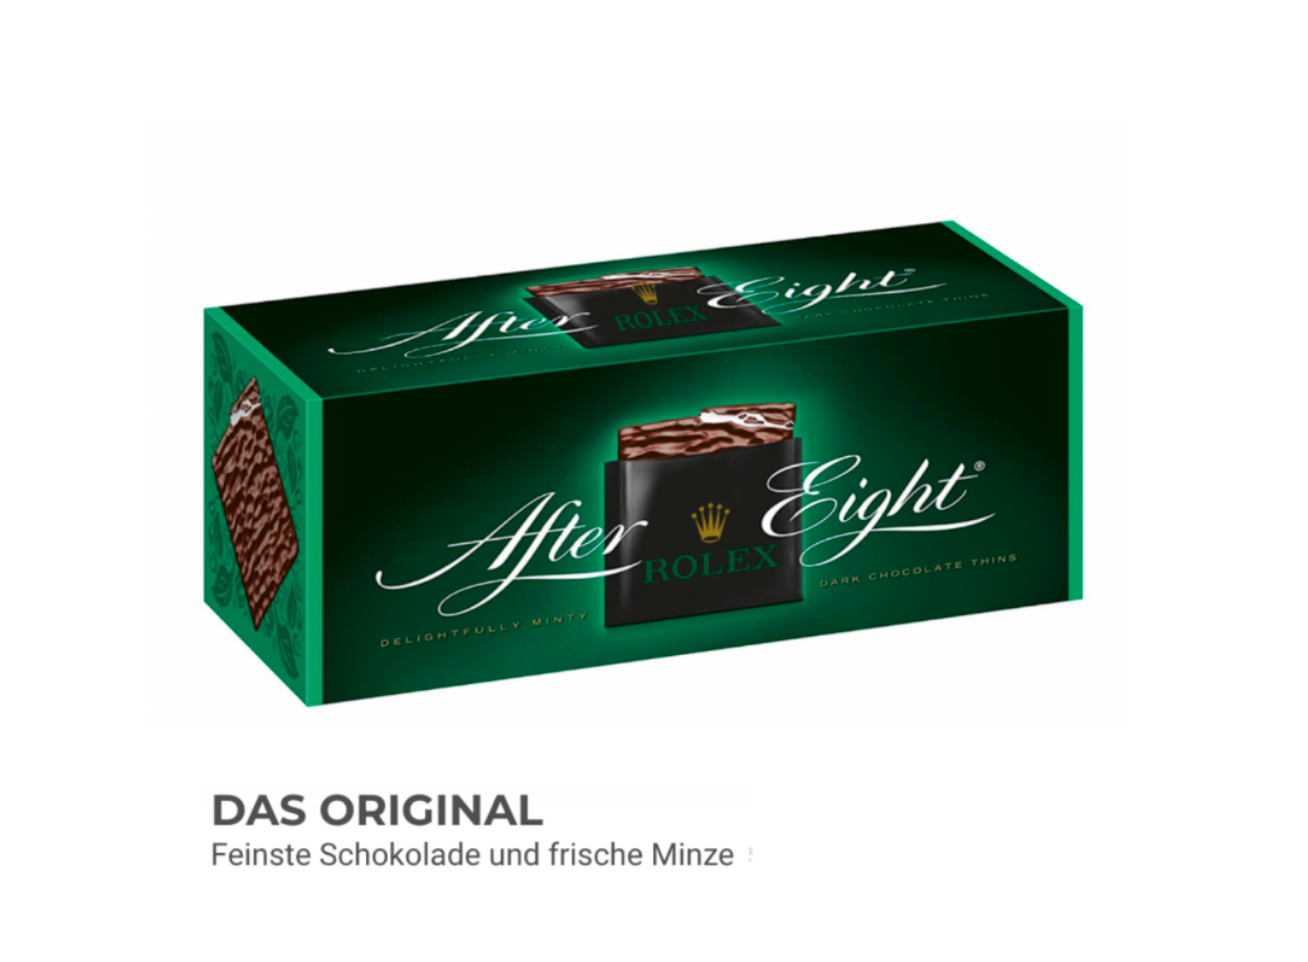 After Eight®
ROLEX
DELIGHTFULLY MINTY
DARK CHOCOLATE THINS
After Eight®
ROLEX
DELIGHTFULLY MINTY
DARK CHOCOLATE THINS
DAS ORIGINAL
Feinste Schokolade und frische Minze